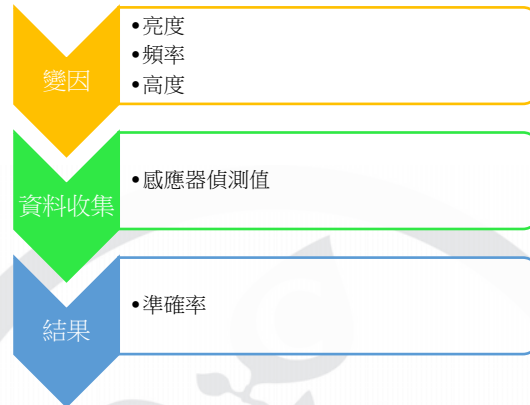 變因
•亮度
•頻率
•高度
資料收集
•感應器偵測值
結果
•準確率